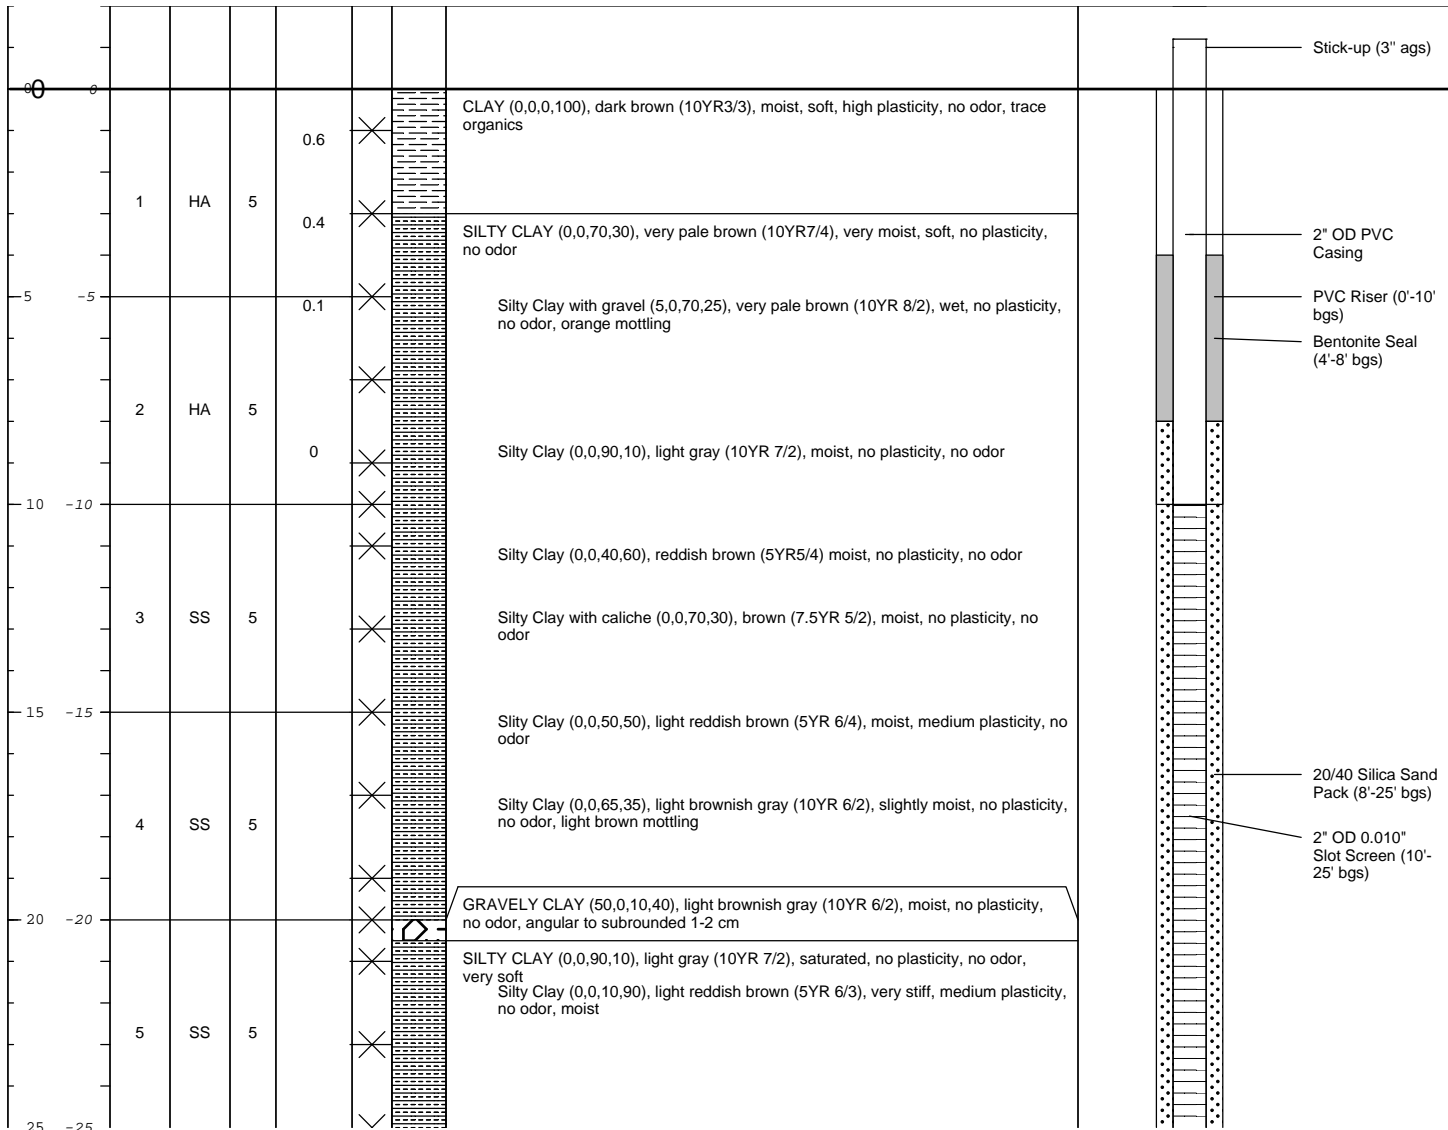 Stick-up (3" ags)
0 0 0
CLAY (0,0,0,100), dark brown (10YR3/3), moist, soft, high plasticity, no odor, trace
organics
0.6
1 HA 5
0.4
SILTY CLAY (0,0,70,30), very pale brown (10YR7/4), very moist, soft, no plasticity,
no odor
2" OD PVC
Casing
5 -5
0.1
Silty Clay with gravel (5,0,70,25), very pale brown (10YR 8/2), wet, no plasticity,
no odor, orange mottling
PVC Riser (0'-10'
bgs)
Bentonite Seal
(4'-8' bgs)
2 HA 5
0
Silty Clay (0,0,90,10), light gray (10YR 7/2), moist, no plasticity, no odor
10 -10
Silty Clay (0,0,40,60), reddish brown (5YR5/4) moist, no plasticity, no odor
3 SS 5
Silty Clay with caliche (0,0,70,30), brown (7.5YR 5/2), moist, no plasticity, no
odor
15 -15
Slity Clay (0,0,50,50), light reddish brown (5YR 6/4), moist, medium plasticity, no
odor
20/40 Silica Sand
Pack (8'-25' bgs)
4 SS 5
Silty Clay (0,0,65,35), light brownish gray (10YR 6/2), slightly moist, no plasticity,
no odor, light brown mottling
2" OD 0.010"
Slot Screen (10'-
25' bgs)
20 -20
GRAVELY CLAY (50,0,10,40), light brownish gray (10YR 6/2), moist, no plasticity,
no odor, angular to subrounded 1-2 cm
SILTY CLAY (0,0,90,10), light gray (10YR 7/2), saturated, no plasticity, no odor,
very soft
Silty Clay (0,0,10,90), light reddish brown (5YR 6/3), very stiff, medium plasticity,
no odor, moist
5 SS 5
25 -25